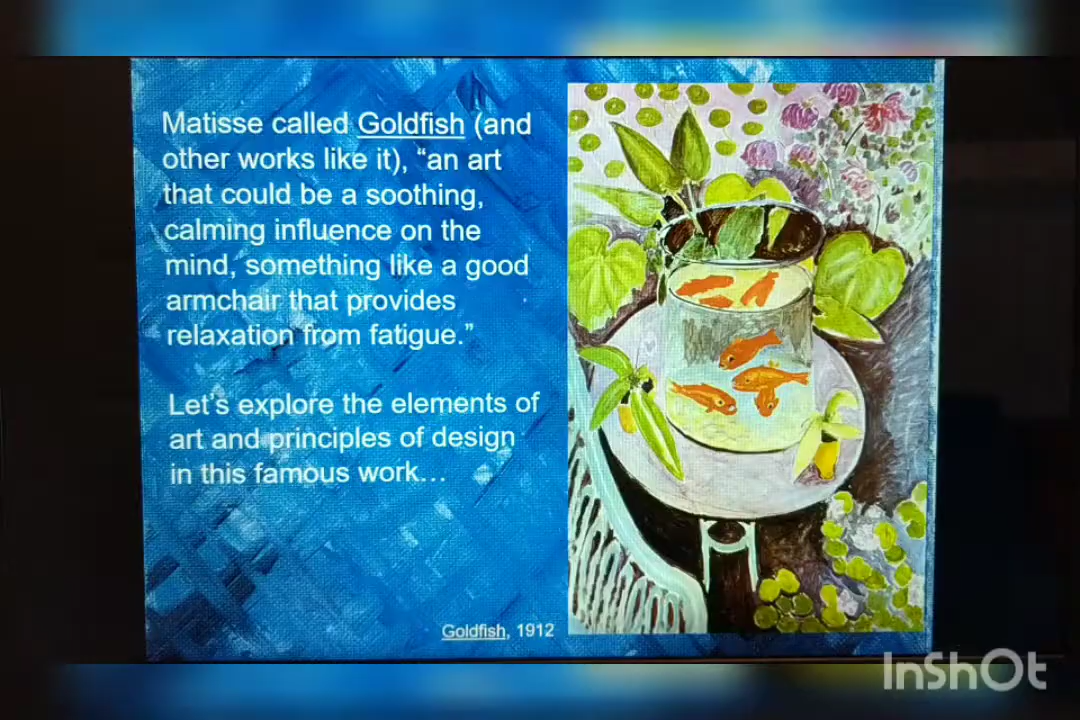 Matisse called Goldfish (and
other works like it), “an art
that could be a soothing,
calming influence on the
mind, something like a good
armchair that provides
relaxation from fatigue.”
Let’s explore the elements of
art and principles of design
in this famous work…
Goldfish, 1912
InShOt